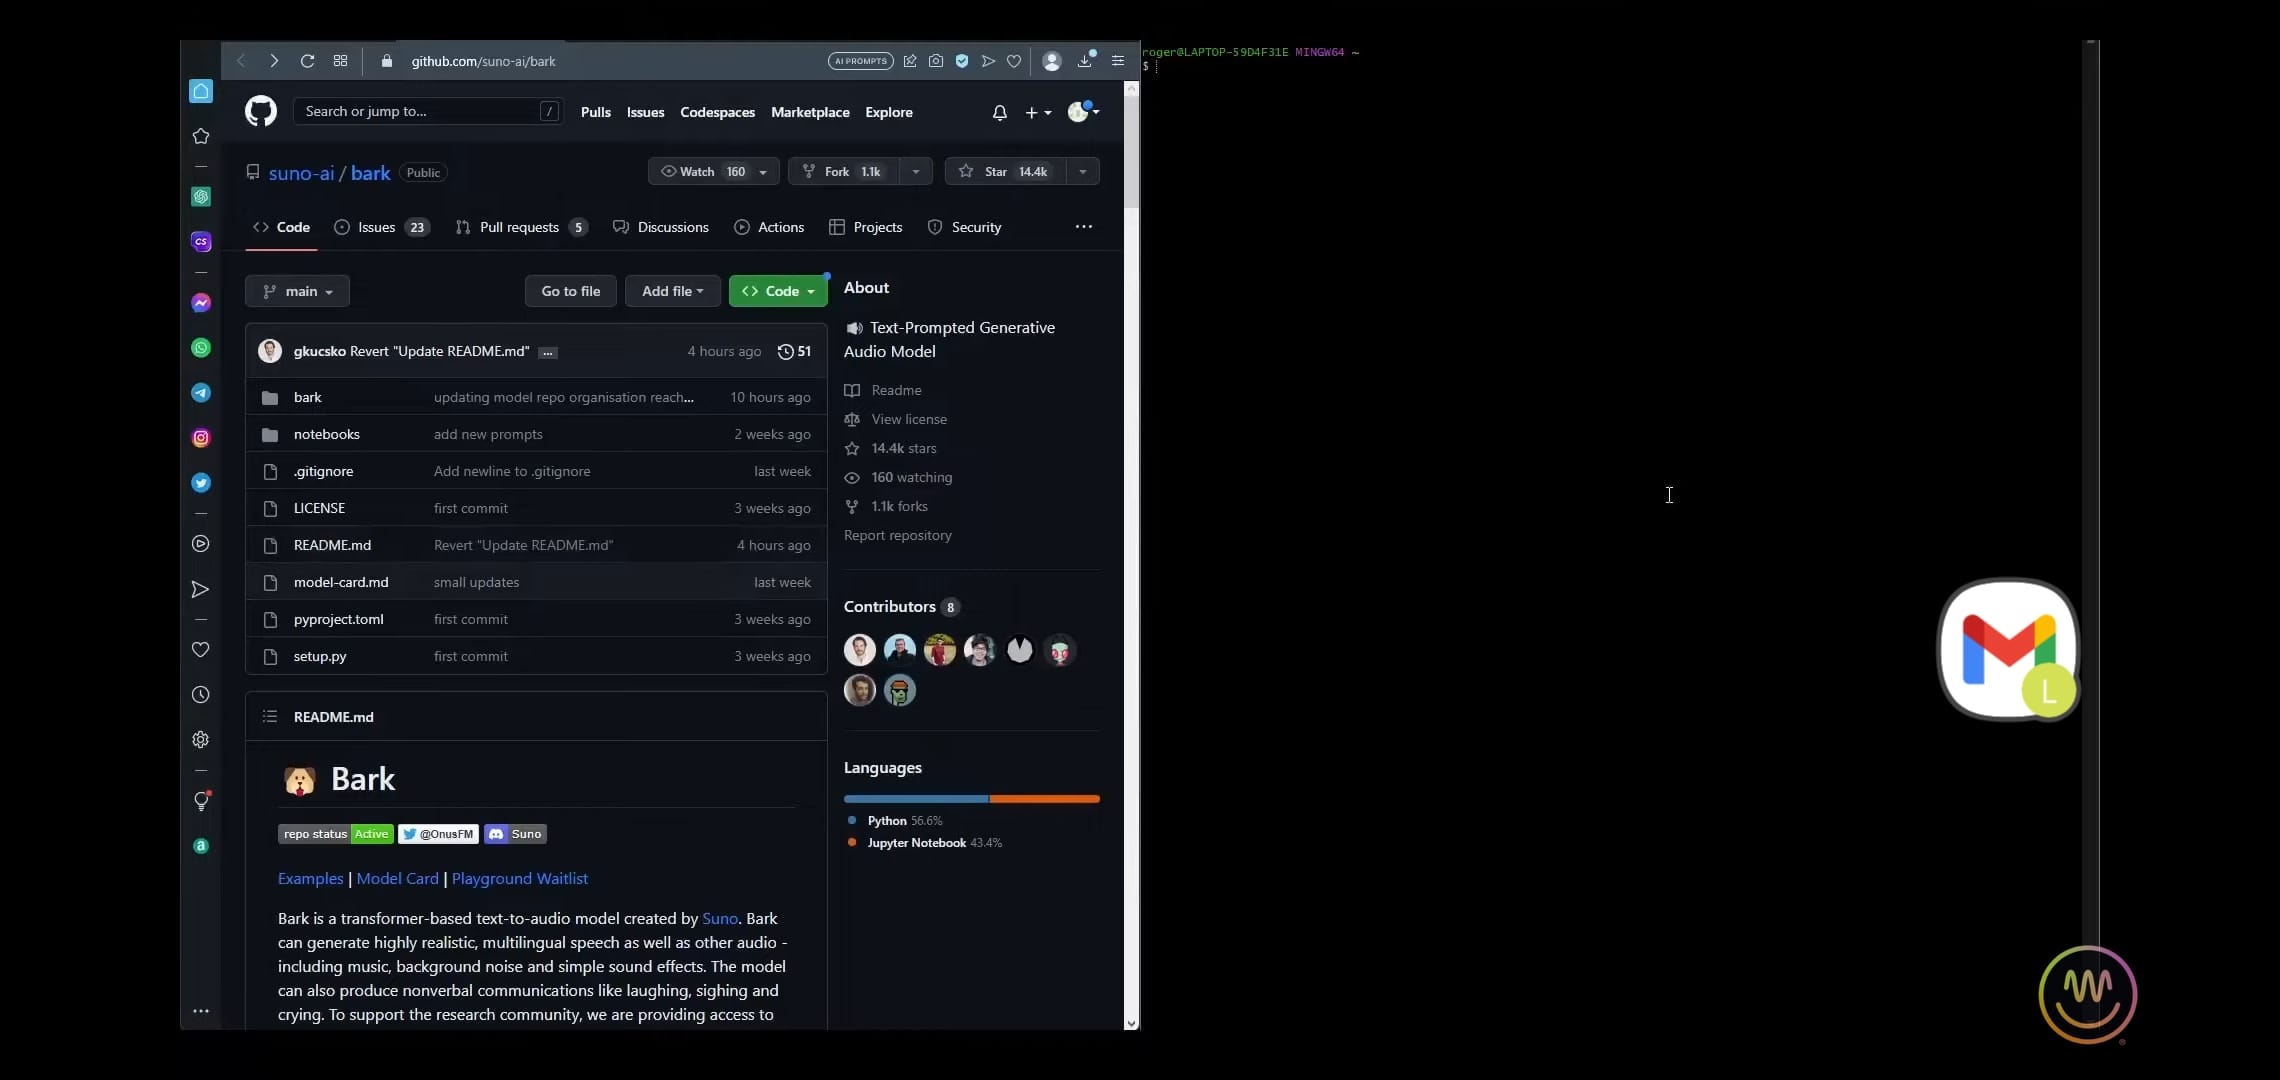 github.com/suno-ai/bark
AI PROMPTS
Search or jump to...
/
Pulls
Issues
Codespaces
Marketplace
Explore
suno-ai / bark
Public
Watch 160
Fork 1.1k
Star 14.4k
Code
Issues 23
Pull requests 5
Discussions
Actions
Projects
Security
main
Go to file
Add file
Code
gkucsko Revert "Update README.md" ...
4 hours ago
51
bark updating model repo organisation reach... 10 hours ago
notebooks add new prompts 2 weeks ago
.gitignore Add newline to .gitignore last week
LICENSE first commit 3 weeks ago
README.md Revert "Update README.md" 4 hours ago
model-card.md small updates last week
pyproject.toml first commit 3 weeks ago
setup.py first commit 3 weeks ago
README.md
Bark
repo status Active
@OnusFM
Suno
Examples | Model Card | Playground Waitlist
Bark is a transformer-based text-to-audio model created by Suno. Bark
can generate highly realistic, multilingual speech as well as other audio -
including music, background noise and simple sound effects. The model
can also produce nonverbal communications like laughing, sighing and
crying. To support the research community, we are providing access to
About
Text-Prompted Generative
Audio Model
Readme
View license
14.4k stars
160 watching
1.1k forks
Report repository
Contributors 8
Languages
Python 56.6%
Jupyter Notebook 43.4%
CS
a
roger@LAPTOP-59D4F31E MINGW64 ~
$
L